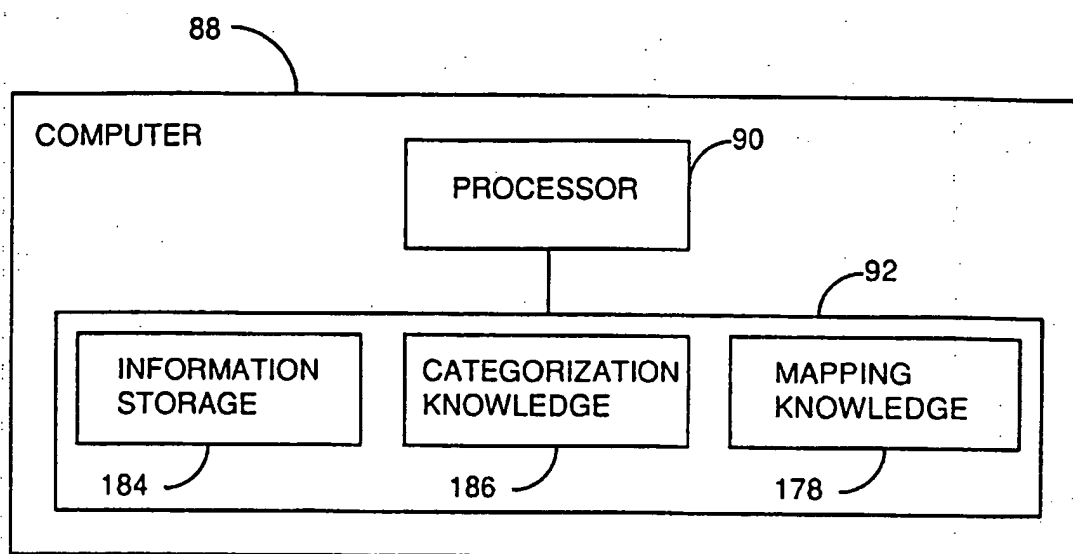 88
COMPUTER
90
PROCESSOR
92
INFORMATION
STORAGE
CATEGORIZATION
KNOWLEDGE
MAPPING
KNOWLEDGE
184
186
178